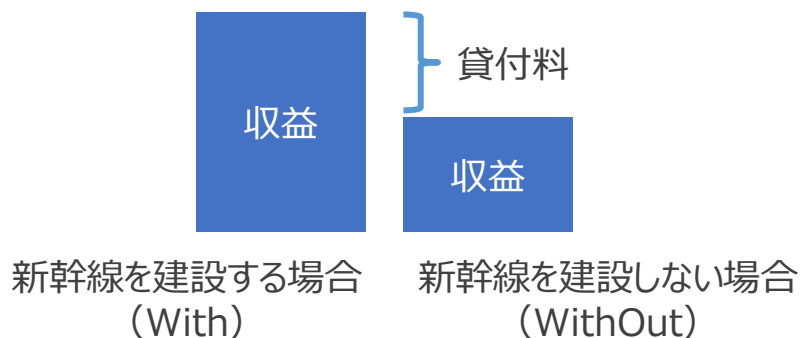 貸付料
収益
収益
新幹線を建設する場合
（With）
新幹線を建設しない場合
（WithOut）